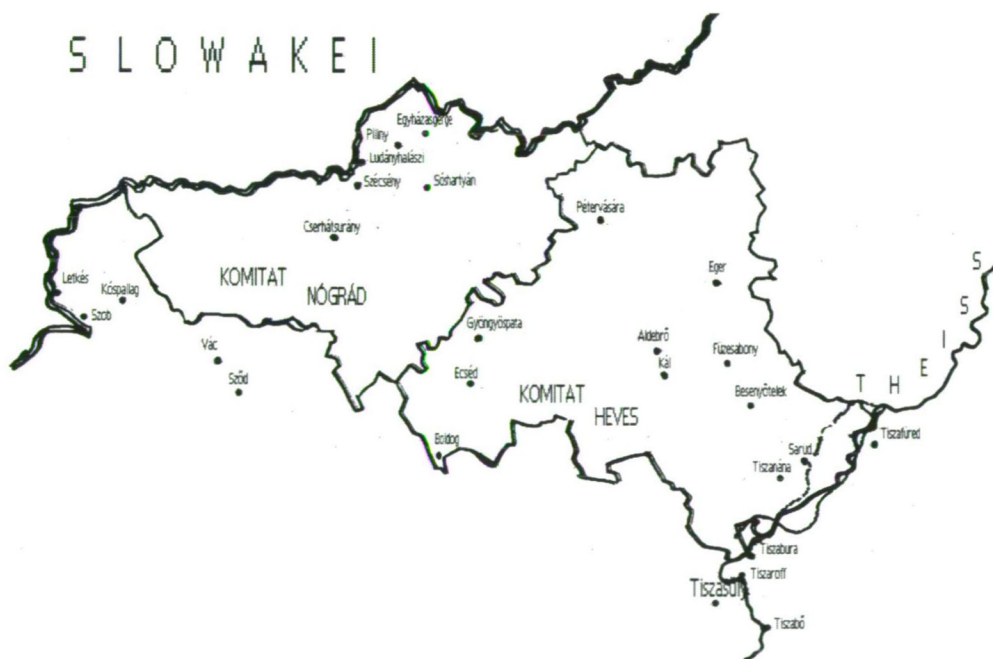 SLOWAKEI
Egyházasgerge
Piliny
Ludányhalászi
Szécsény
Sóshartyán
Pétervására
Cserhátsurány
Eger
KOMITAT
NÓGRÁD
Letkés
Kóspallag
Szob
Gyöngyöspata
Vác
Aldebrő
Füzesabony
Kál
Sződ
Ecséd
KOMITAT
HEVES
Besenyőtelek
THEISS
Boldog
Tiszafüred
Sarud
Tiszanána
Tiszabura
Tiszaroff
Tiszasüly
Tiszabő